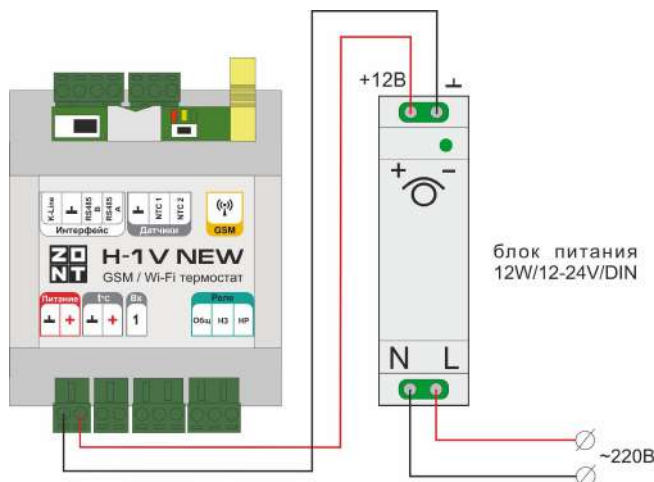 +12В ⊥
+ −
K-Line ⊥ RS485 B RS485 A ⊥ NTC 1 NTC 2
Интерфейс Датчики GSM
ZONT H-1V NEW
GSM / Wi-Fi термостат
Питание t°C Вх Реле
⊥ + ⊥ + 1 Общ НЗ НР
блок питания
12W/12-24V/DIN
N L
~220В